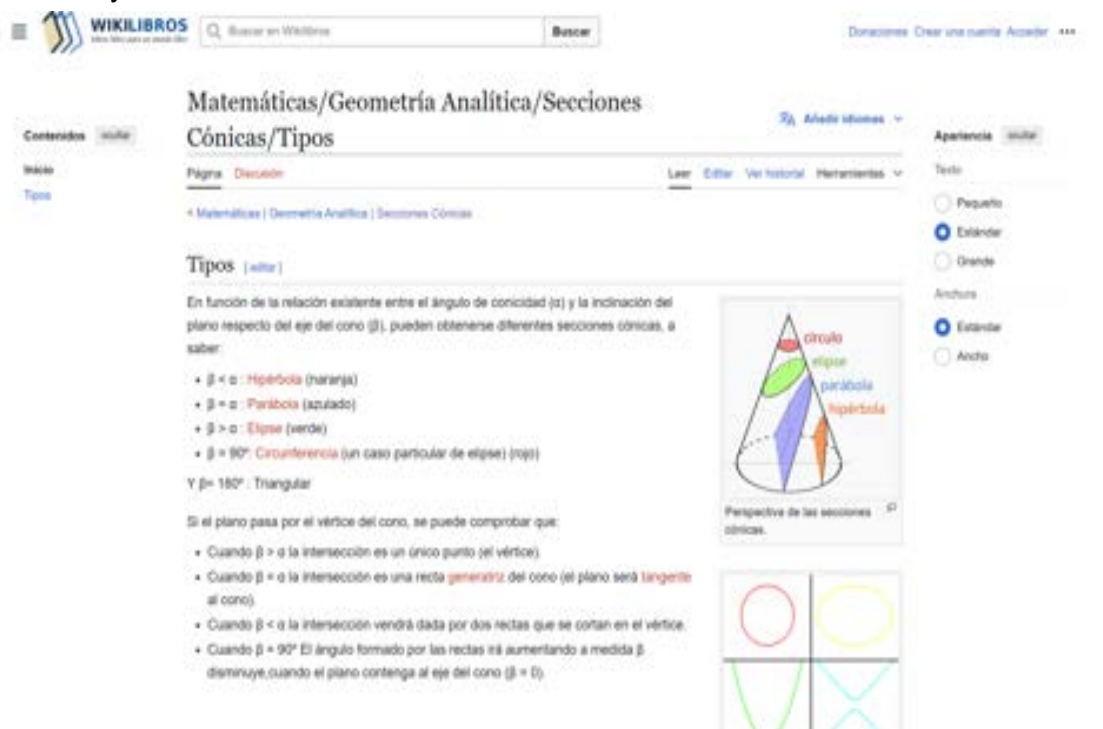 WIKILIBROS
Buscar en Wikilibros
Buscar
Donaciones Crear una cuenta Acceder
Matemáticas/Geometría Analítica/Secciones
Cónicas/Tipos
Añadir idiomas
Contenidos ocultar
Inicio
Tipos
Página Discusión
Leer Editar Ver historial Herramientas
< Matemáticas | Geometría Analítica | Secciones Cónicas
Apariencia ocultar
Texto
Pequeño
Estándar
Grande
Anchura
Estándar
Ancho
Tipos [editar]
En función de la relación existente entre el ángulo de conicidad (α) y la inclinación del
plano respecto del eje del cono (β), pueden obtenerse diferentes secciones cónicas, a
saber:
• β < α : Hipérbola (naranja)
• β = α : Parábola (azulado)
• β > α : Elipse (verde)
• β = 90º: Circunferencia (un caso particular de elipse) (rojo)
Y β= 180º : Triangular
Si el plano pasa por el vértice del cono, se puede comprobar que:
• Cuando β > α la intersección es un único punto (el vértice).
• Cuando β = α la intersección es una recta generatriz del cono (el plano será tangente
al cono).
• Cuando β < α la intersección vendrá dada por dos rectas que se cortan en el vértice.
• Cuando β = 90º El ángulo formado por las rectas irá aumentando a medida β
disminuye,cuando el plano contenga al eje del cono (β = 0).
círculo
elipse
parábola
hipérbola
Perspectiva de las secciones
cónicas.